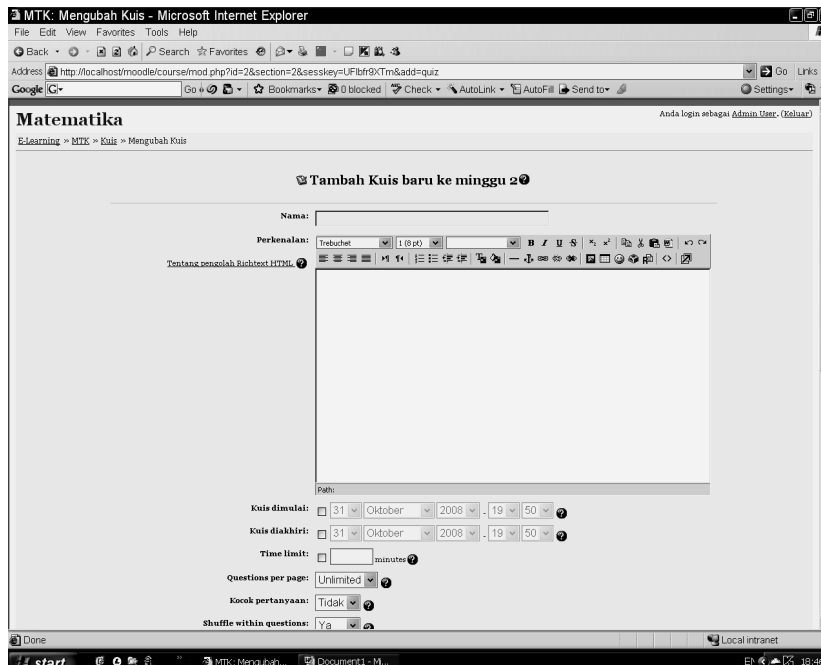 MTK: Mengubah Kuis - Microsoft Internet Explorer
File Edit View Favorites Tools Help
Back Search Favorites
Address http://localhost/moodle/course/mod.php?id=2&section=2&sesskey=UFlbfr9XTm&add=quiz Go Links
Google G Go Bookmarks 0 blocked Check AutoLink AutoFill Send to Settings
Matematika Anda login sebagai Admin User. (Keluar)
E-Learning » MTK » Kuis » Mengubah Kuis
Tambah Kuis baru ke minggu 2
Nama:
Perkenalan: Trebuchet 1 (8 pt) B I U S
Tentang pengolah Richtext HTML
Path:
Kuis dimulai: 31 Oktober 2008 - 19 50
Kuis diakhiri: 31 Oktober 2008 - 19 50
Time limit: minutes
Questions per page: Unlimited
Kocok pertanyaan: Tidak
Shuffle within questions: Ya
Done Local intranet
start MTK: Mengubah... Document1 - M... EN 18:46